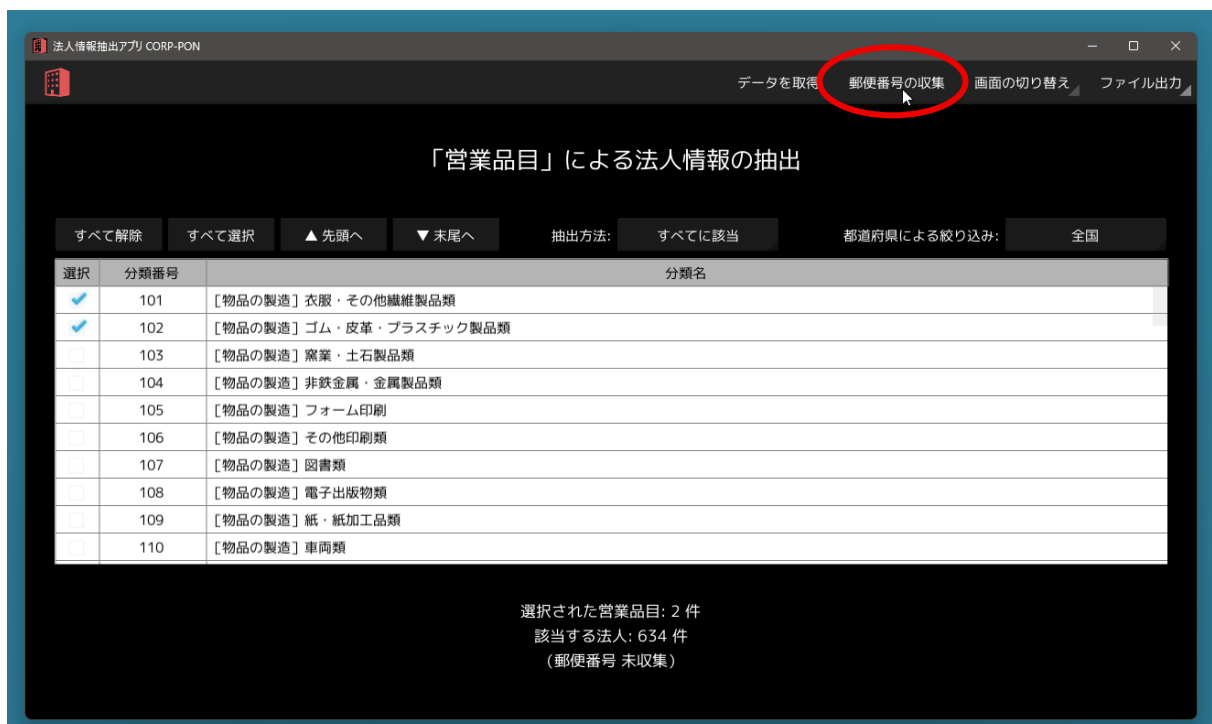 法人情報抽出アプリ CORP-PON
データを取得 郵便番号の収集 画面の切り替え ファイル出力
「営業品目」による法人情報の抽出
すべて解除 すべて選択 ▲ 先頭へ ▼ 末尾へ 抽出方法: すべてに該当 都道府県による絞り込み: 全国
選択 分類番号 分類名
101 [物品の製造] 衣服・その他繊維製品類
102 [物品の製造] ゴム・皮革・プラスチック製品類
103 [物品の製造] 窯業・土石製品類
104 [物品の製造] 非鉄金属・金属製品類
105 [物品の製造] フォーム印刷
106 [物品の製造] その他印刷類
107 [物品の製造] 図書類
108 [物品の製造] 電子出版物類
109 [物品の製造] 紙・紙加工品類
110 [物品の製造] 車両類
選択された営業品目: 2 件
該当する法人: 634 件
(郵便番号 未収集)